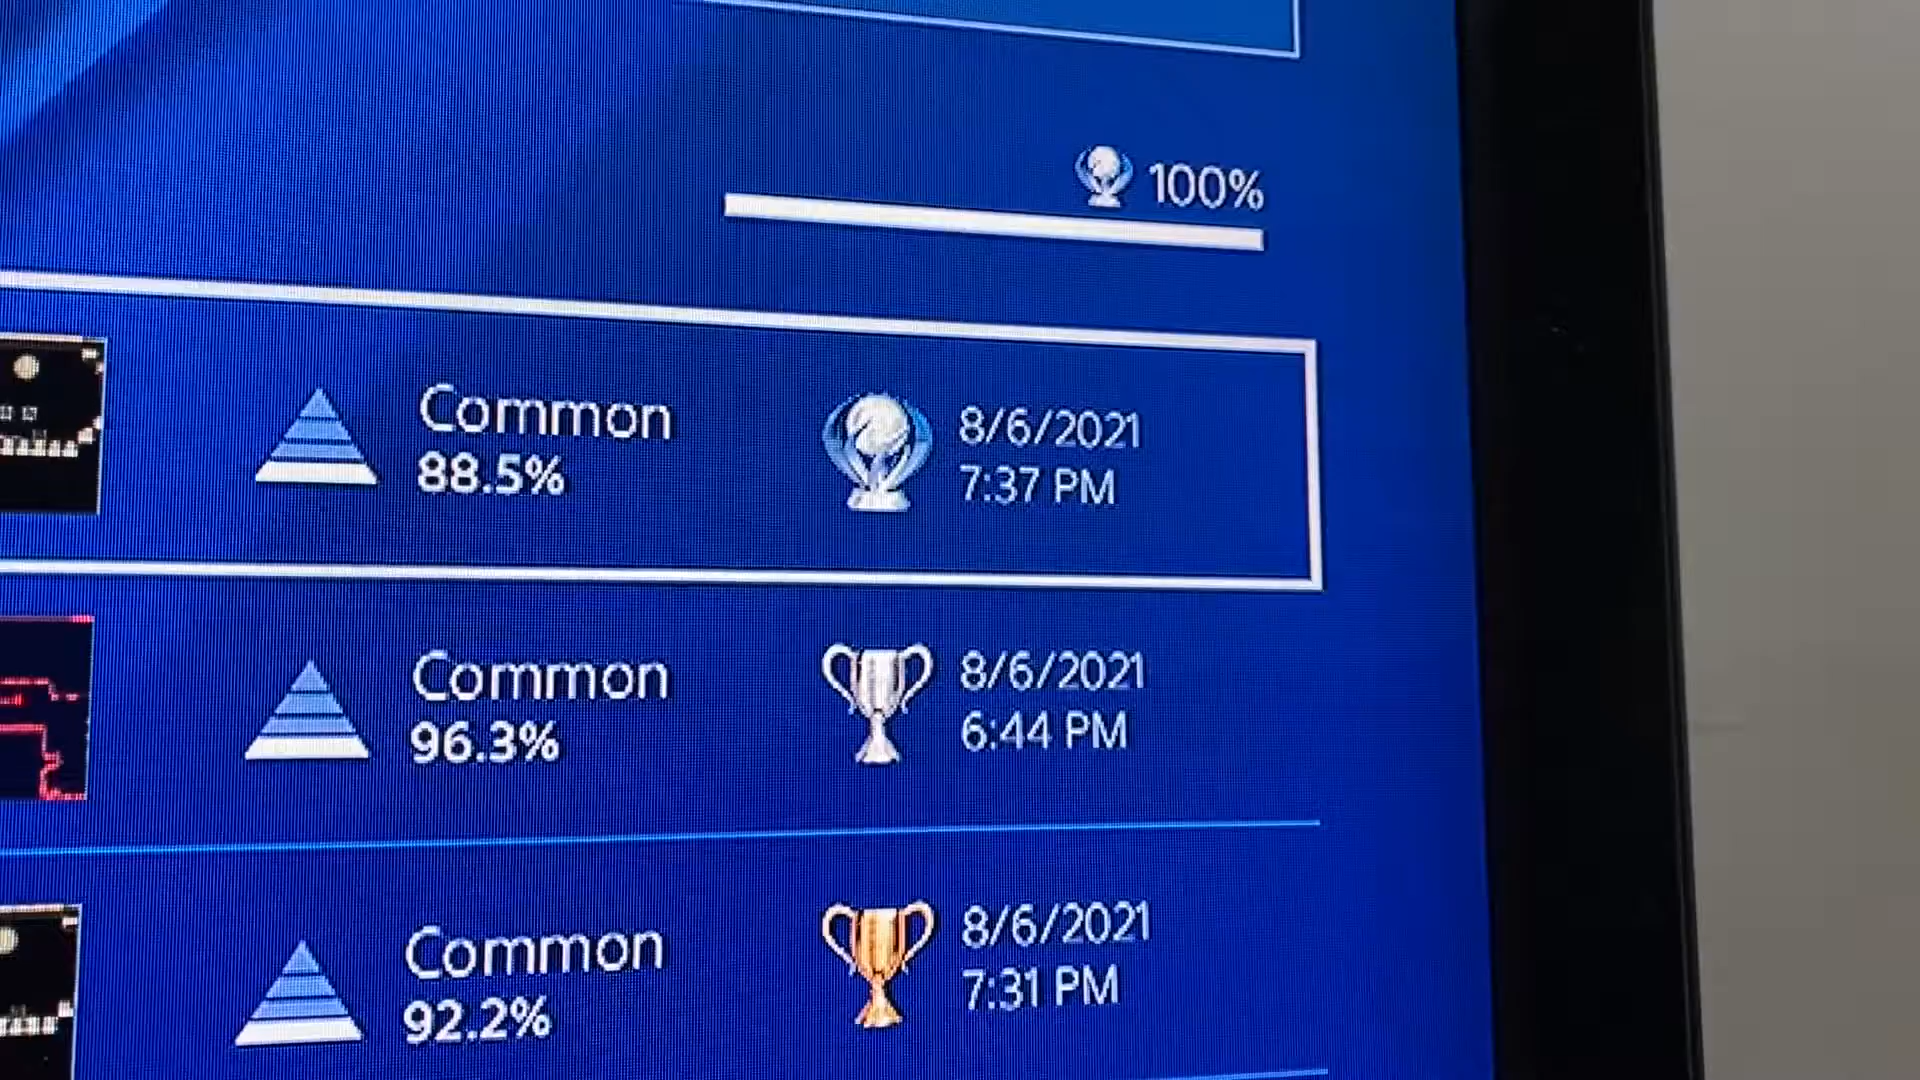 100%
Common
88.5%
8/6/2021
7:37 PM
Common
96.3%
8/6/2021
6:44 PM
Common
92.2%
8/6/2021
7:31 PM